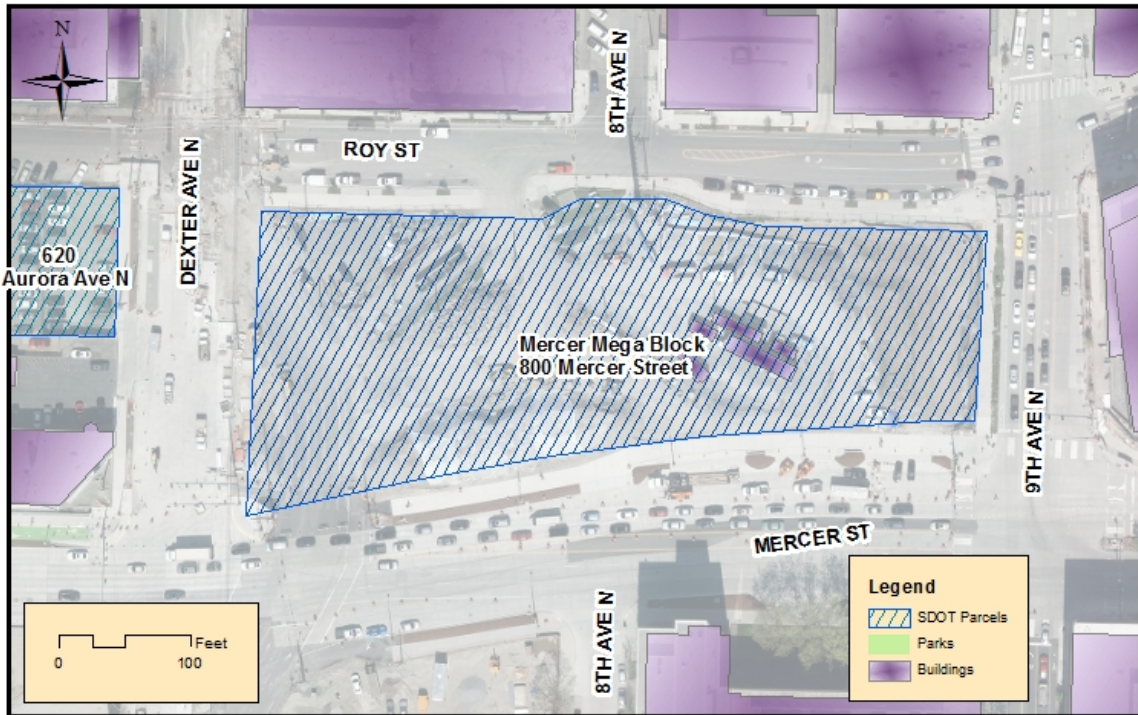 N
8TH AVE N
ROY ST
DEXTER AVE N
620
Aurora Ave N
Mercer Mega Block
800 Mercer Street
9TH AVE N
MERCER ST
8TH AVE N
Legend
SDOT Parcels
Parks
Buildings
Feet
0 100